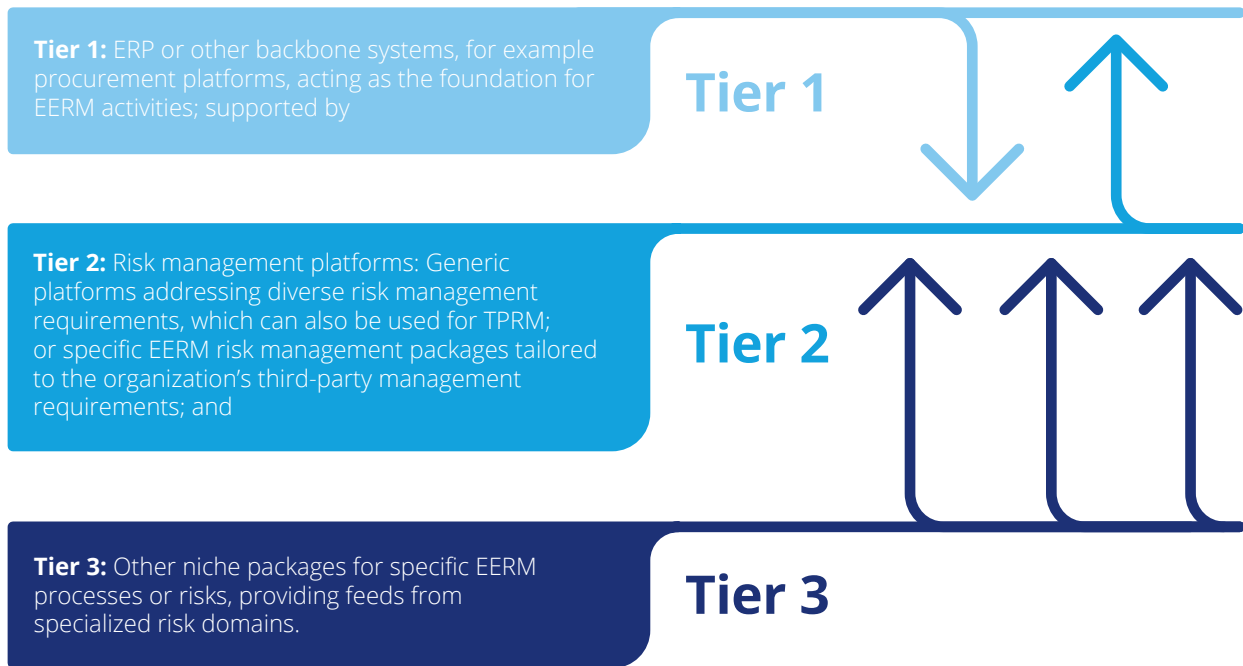 Tier 1: ERP or other backbone systems, for example
procurement platforms, acting as the foundation for
EERM activities; supported by
Tier 1
Tier 2: Risk management platforms: Generic
platforms addressing diverse risk management
requirements, which can also be used for TPRM;
or specific EERM risk management packages tailored
to the organization’s third-party management
requirements; and
Tier 2
Tier 3: Other niche packages for specific EERM
processes or risks, providing feeds from
specialized risk domains.
Tier 3